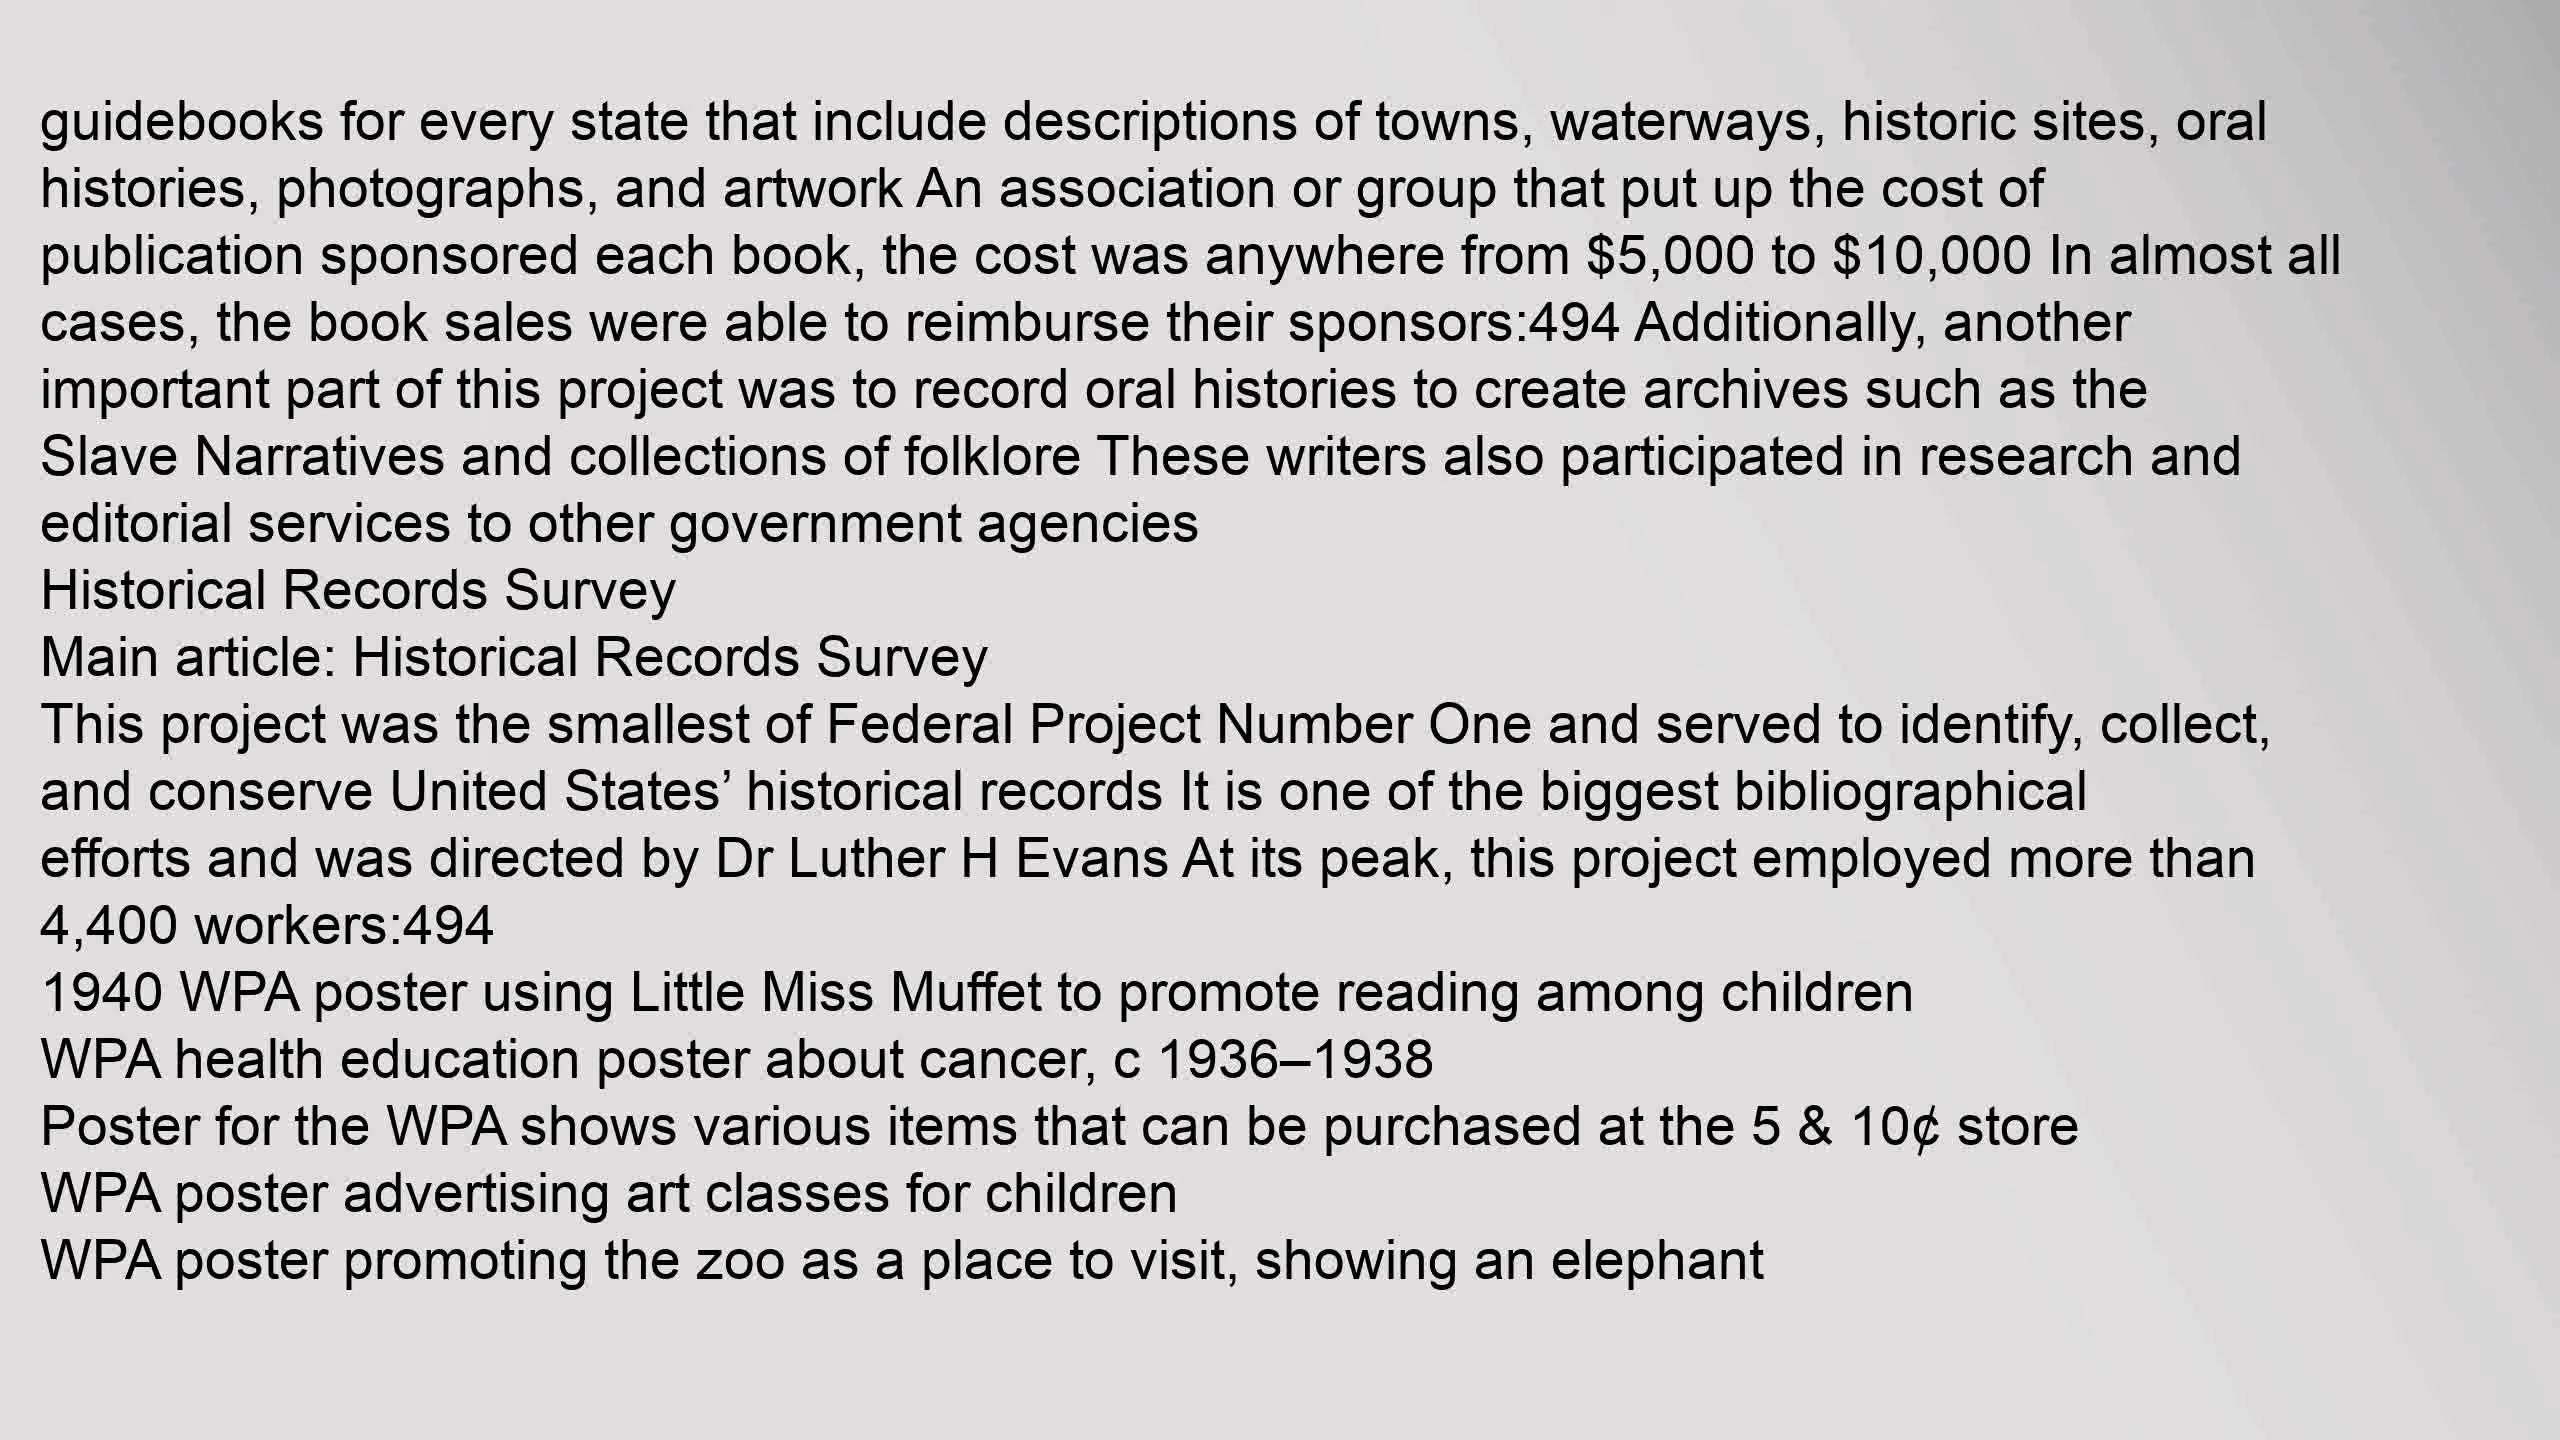 guidebooks for every state that include descriptions of towns, waterways, historic sites, oral
histories, photographs, and artwork An association or group that put up the cost of
publication sponsored each book, the cost was anywhere from $5,000 to $10,000 In almost all
cases, the book sales were able to reimburse their sponsors:494 Additionally, another
important part of this project was to record oral histories to create archives such as the
Slave Narratives and collections of folklore These writers also participated in research and
editorial services to other government agencies
Historical Records Survey
Main article: Historical Records Survey
This project was the smallest of Federal Project Number One and served to identify, collect,
and conserve United States’ historical records It is one of the biggest bibliographical
efforts and was directed by Dr Luther H Evans At its peak, this project employed more than
4,400 workers:494
1940 WPA poster using Little Miss Muffet to promote reading among children
WPA health education poster about cancer, c 1936–1938
Poster for the WPA shows various items that can be purchased at the 5 & 10¢ store
WPA poster advertising art classes for children
WPA poster promoting the zoo as a place to visit, showing an elephant